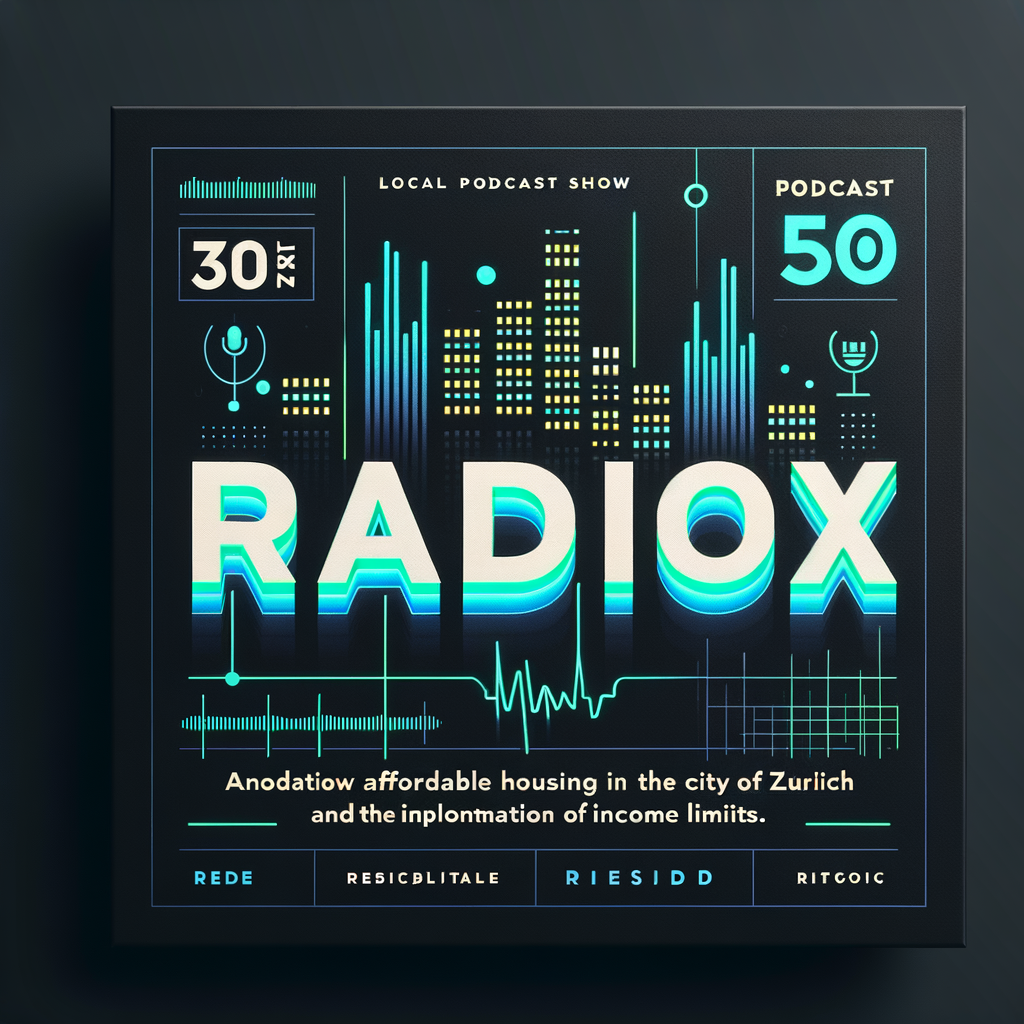 LOCAL PODCAST SHOW
PODCAST
50
30
RADIOX
Anodatiow affordable housing in the city of Zurlich
and the inplontmation of income limiits.
REDE
RESICBLITALE
RIESIDD
RITCOIC